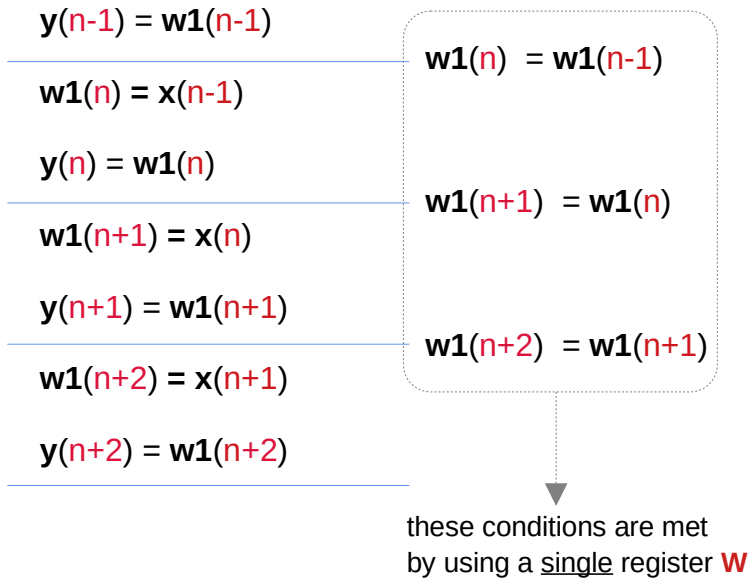 y(n-1) = w1(n-1)
w1(n) = x(n-1)
y(n) = w1(n)
w1(n+1) = x(n)
y(n+1) = w1(n+1)
w1(n+2) = x(n+1)
y(n+2) = w1(n+2)
w1(n) = w1(n-1)
w1(n+1) = w1(n)
w1(n+2) = w1(n+1)
these conditions are met
by using a single register W